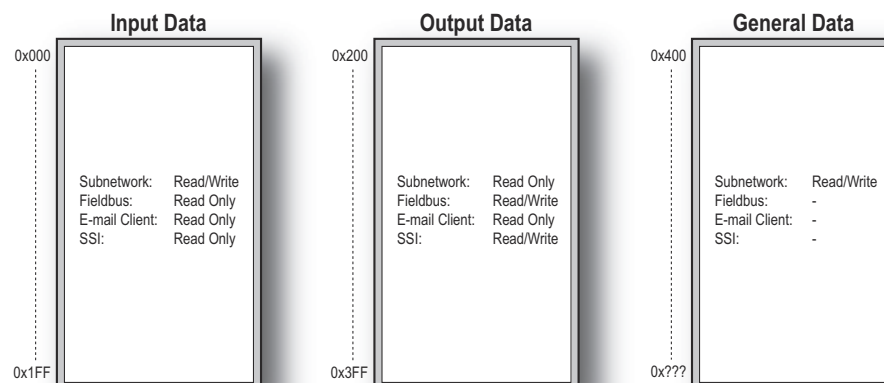 Input Data
0x000
Subnetwork: Read/Write
Fieldbus: Read Only
E-mail Client: Read Only
SSI: Read Only
0x1FF
Output Data
0x200
Subnetwork: Read Only
Fieldbus: Read/Write
E-mail Client: Read Only
SSI: Read/Write
0x3FF
General Data
0x400
Subnetwork: Read/Write
Fieldbus: -
E-mail Client: -
SSI: -
0x???